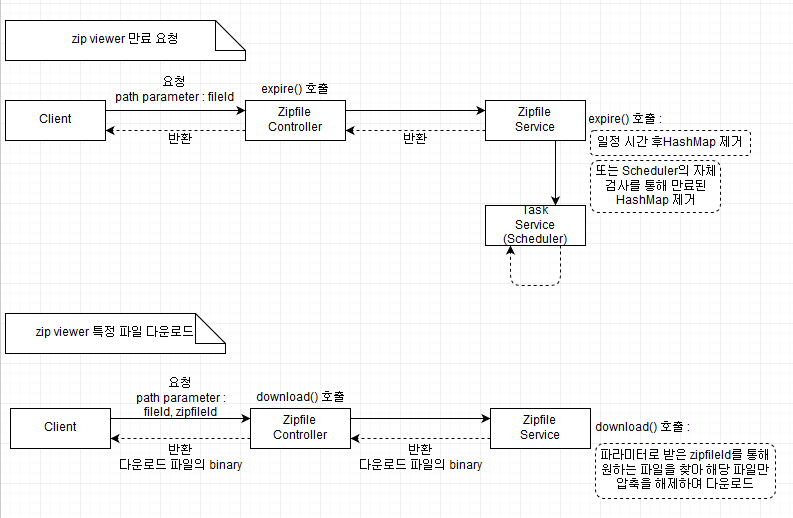 zip viewer 만료 요청
요청
path parameter : fileId
expire() 호출
Client
Zipfile
Controller
Zipfile
Service
반환
반환
expire() 호출 :
일정 시간 후HashMap 제거
또는 Scheduler의 자체
검사를 통해 만료된
HashMap 제거
Task
Service
(Scheduler)
zip viewer 특정 파일 다운로드
요청
path parameter :
fileId, zipfileId
download() 호출
Client
Zipfile
Controller
Zipfile
Service
반환
다운로드 파일의 binary
반환
다운로드 파일의 binary
download() 호출 :
파라미터로 받은 zipfileId를 통해
원하는 파일을 찾아 해당 파일만
압축을 해제하여 다운로드